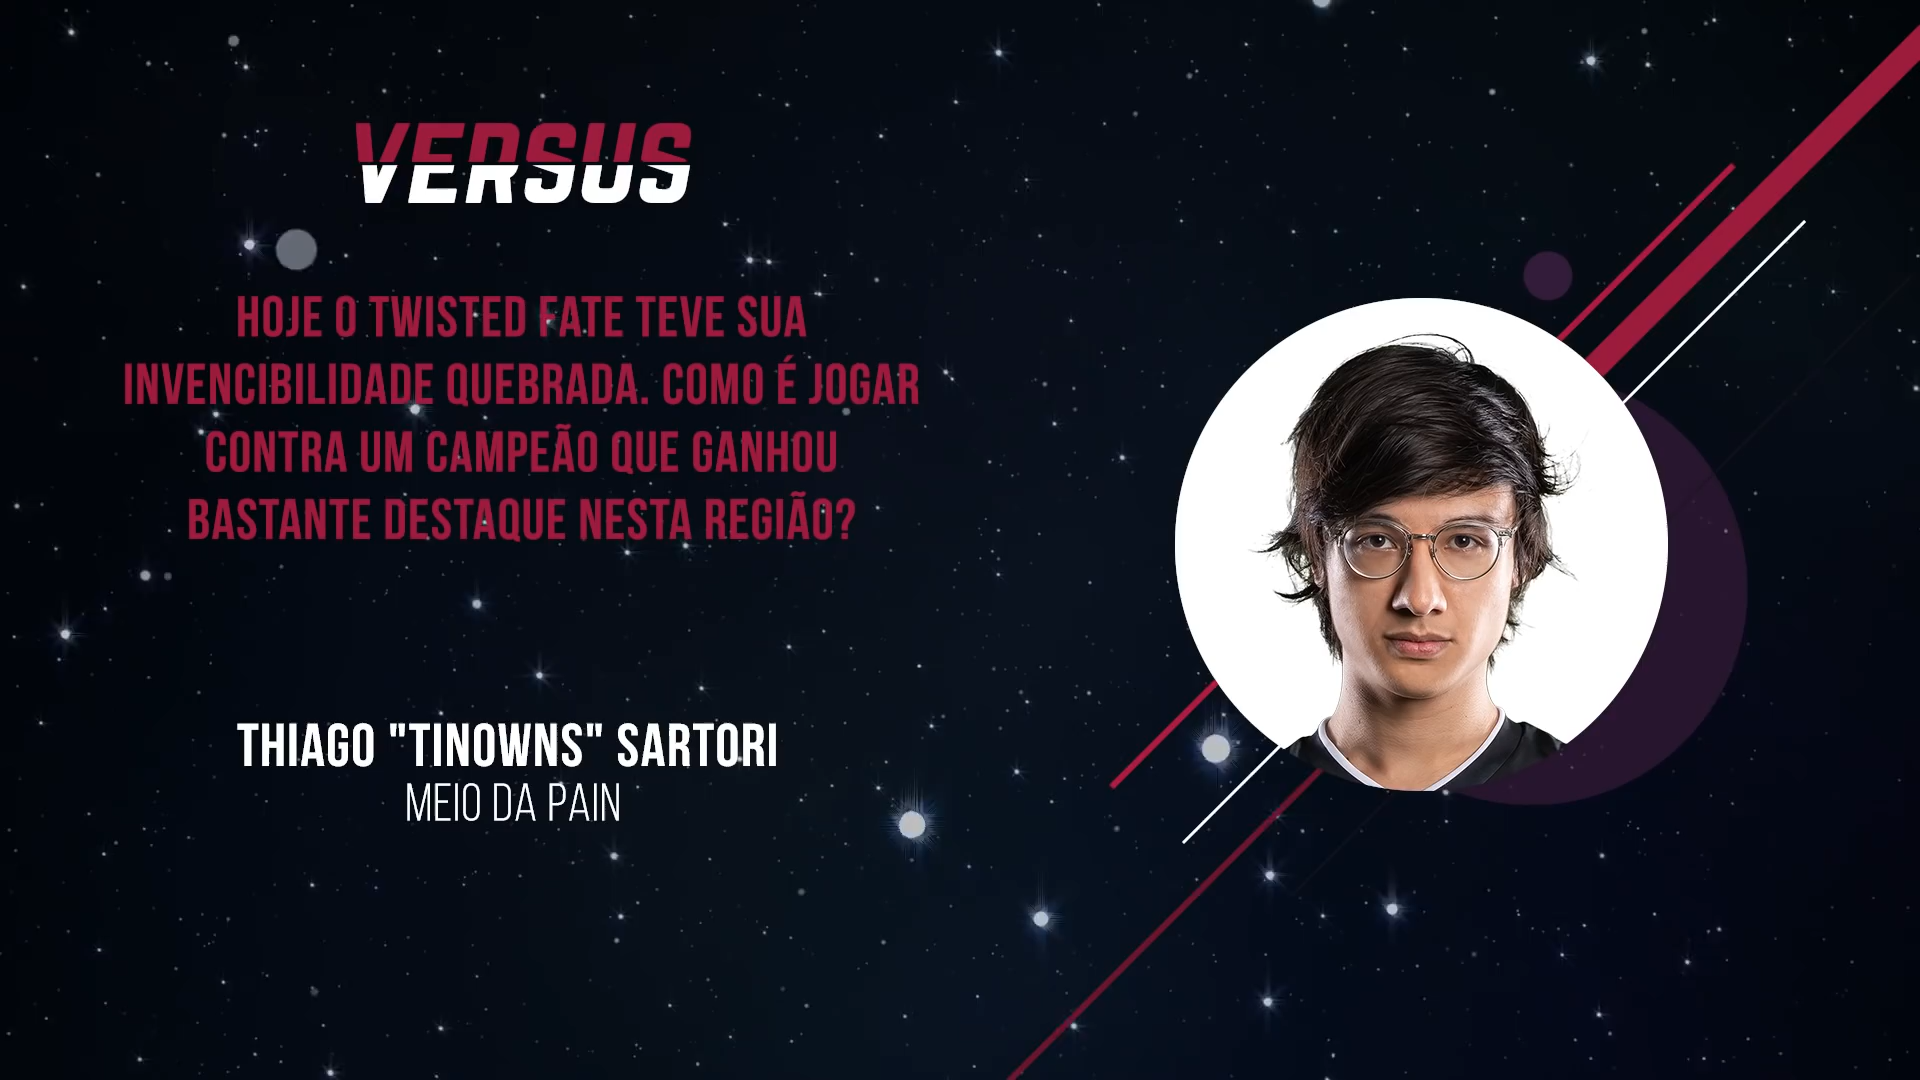 VERSUS
HOJE O TWISTED FATE TEVE SUA
INVENCIBILIDADE QUEBRADA. COMO É JOGAR
CONTRA UM CAMPEÃO QUE GANHOU
BASTANTE DESTAQUE NESTA REGIÃO?
THIAGO "TINOWNS" SARTORI
MEIO DA PAIN